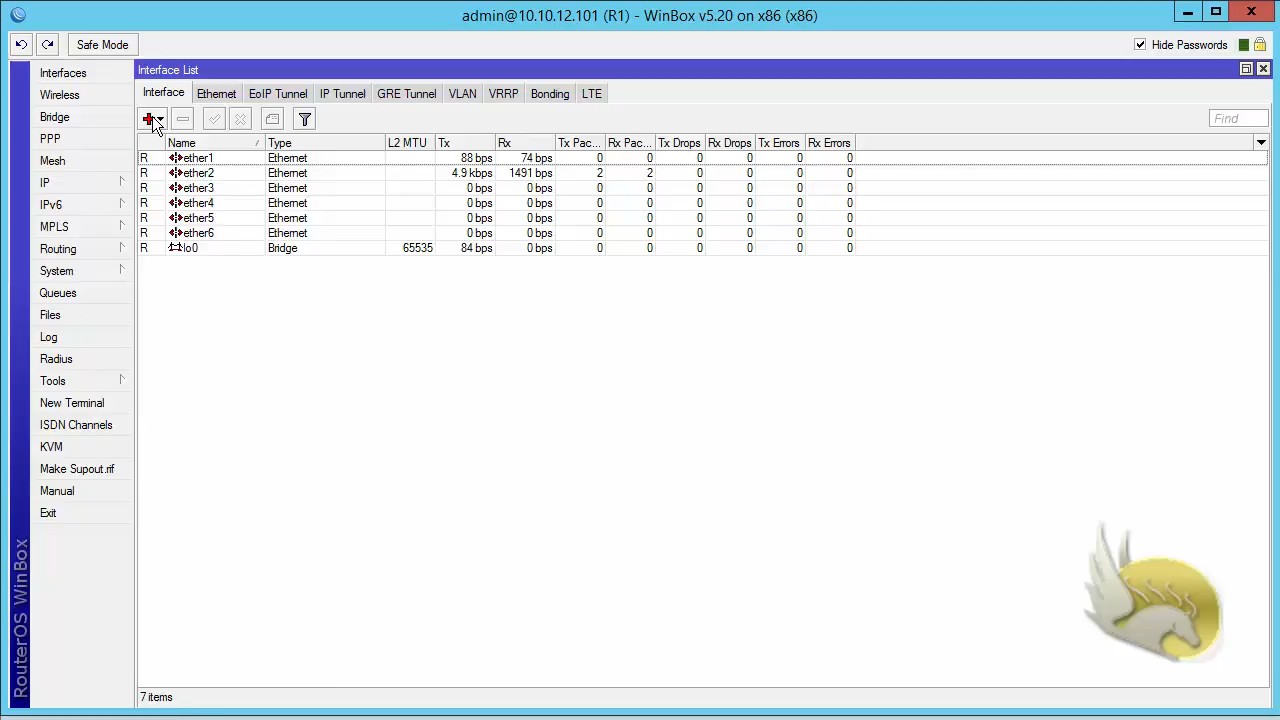 admin@10.10.12.101 (R1) - WinBox v5.20 on x86 (x86)
Safe Mode
Hide Passwords
Interfaces
Wireless
Bridge
PPP
Mesh
IP
IPv6
MPLS
Routing
System
Queues
Files
Log
Radius
Tools
New Terminal
ISDN Channels
KVM
Make Supout.rif
Manual
Exit
RouterOS WinBox
Interface List
Interface Ethernet EoIP Tunnel IP Tunnel GRE Tunnel VLAN VRRP Bonding LTE
Find
Name Type L2 MTU Tx Rx Tx Pac... Rx Pac... Tx Drops Rx Drops Tx Errors Rx Errors
R ether1 Ethernet 88 bps 74 bps 0 0 0 0 0 0
R ether2 Ethernet 4.9 kbps 1491 bps 2 2 0 0 0 0
R ether3 Ethernet 0 bps 0 bps 0 0 0 0 0 0
R ether4 Ethernet 0 bps 0 bps 0 0 0 0 0 0
R ether5 Ethernet 0 bps 0 bps 0 0 0 0 0 0
R ether6 Ethernet 0 bps 0 bps 0 0 0 0 0 0
R lo0 Bridge 65535 84 bps 0 bps 0 0 0 0 0 0
7 items